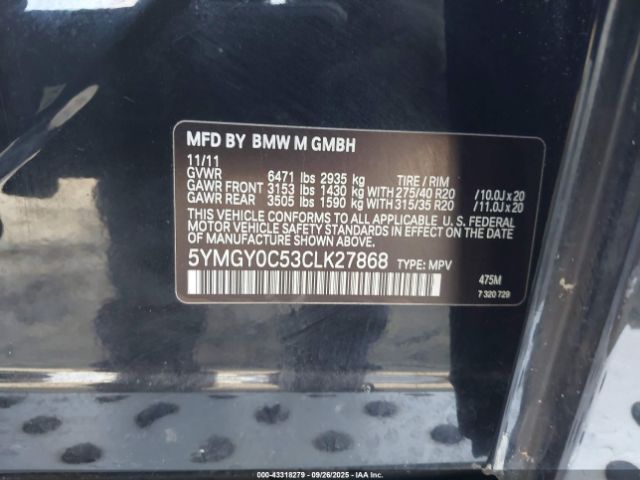 MFD BY BMW M GMBH
11/11
GVWR 6471 lbs 2935 kg TIRE / RIM
GAWR FRONT 3153 lbs 1430 kg WITH 275/40 R20 /10.0J x 20
GAWR REAR 3505 lbs 1590 kg WITH 315/35 R20 /11.0J x 20
THIS VEHICLE CONFORMS TO ALL APPLICABLE U. S. FEDERAL
MOTOR VEHICLE SAFETY STANDARDS IN EFFECT ON THE
DATE OF MANUFACTURE SHOWN ABOVE.
5YMGY0C53CLK27868 TYPE: MPV
475M
7 320 729
000-43318279 - 09/26/2025 - IAAI.COM